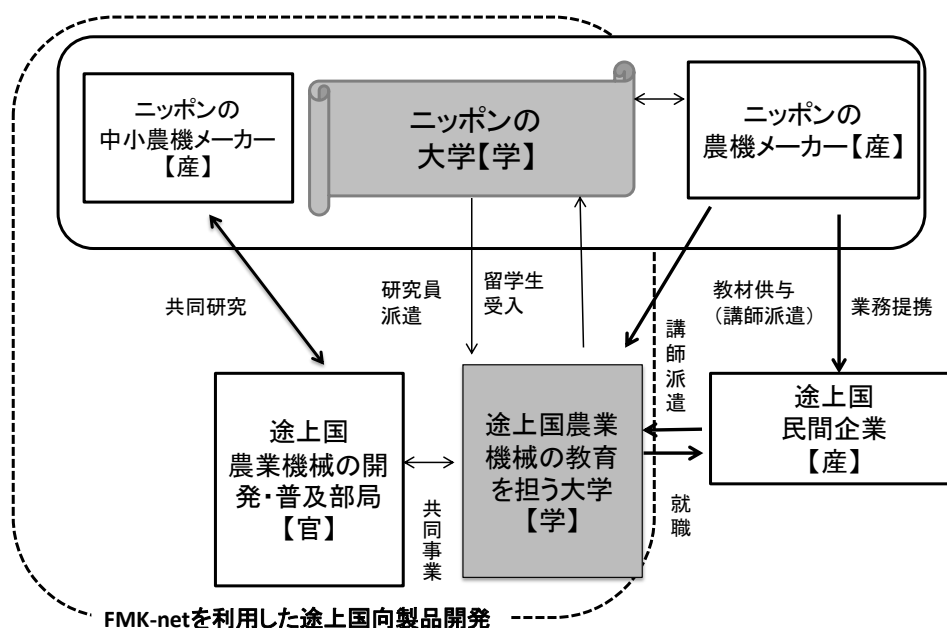 ニッポンの
中小農機メーカー
【産】
ニッポンの
大学【学】
ニッポンの
農機メーカー【産】
共同研究
研究員
派遣
留学生
受入
教材供与
(講師派遣)
業務提携
講師派遣
途上国
農業機械の開
発・普及部局
【官】
共同事業
途上国農業
機械の教育
を担う大学
【学】
就職
途上国
民間企業
【産】
FMK-netを利用した途上国向製品開発